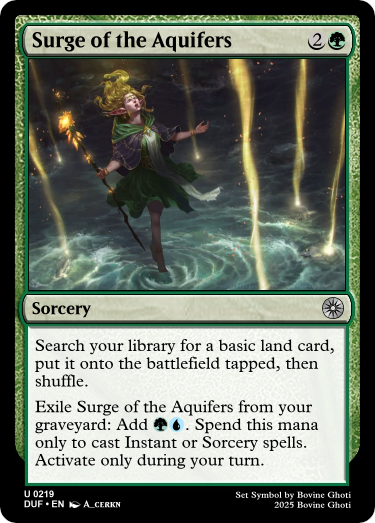 Surge of the Aquifers 2
Sorcery
Search your library for a basic land card,
put it onto the battlefield tapped, then
shuffle.
Exile Surge of the Aquifers from your
graveyard: Add . Spend this mana
only to cast Instant or Sorcery spells.
Activate only during your turn.
U 0219
DUF • EN A_CERKN
Set Symbol by Bovine Ghoti
2025 Bovine Ghoti